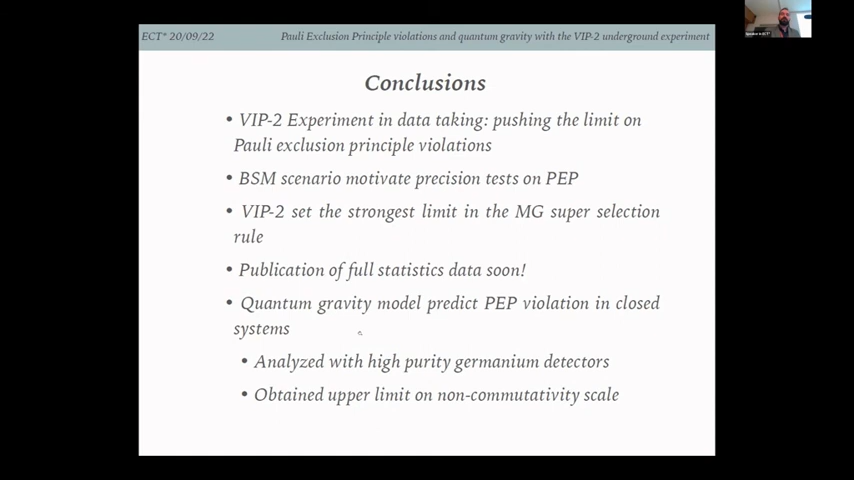 ECT* 20/09/22 Pauli Exclusion Principle violations and quantum gravity with the VIP-2 underground experiment
Conclusions
• VIP-2 Experiment in data taking: pushing the limit on
Pauli exclusion principle violations
• BSM scenario motivate precision tests on PEP
• VIP-2 set the strongest limit in the MG super selection
rule
• Publication of full statistics data soon!
• Quantum gravity model predict PEP violation in closed
systems
• Analyzed with high purity germanium detectors
• Obtained upper limit on non-commutativity scale